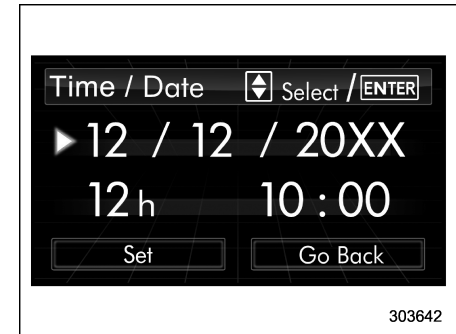 Time / Date Select / ENTER
12 / 12 / 20XX
12h 10:00
Set Go Back
303642